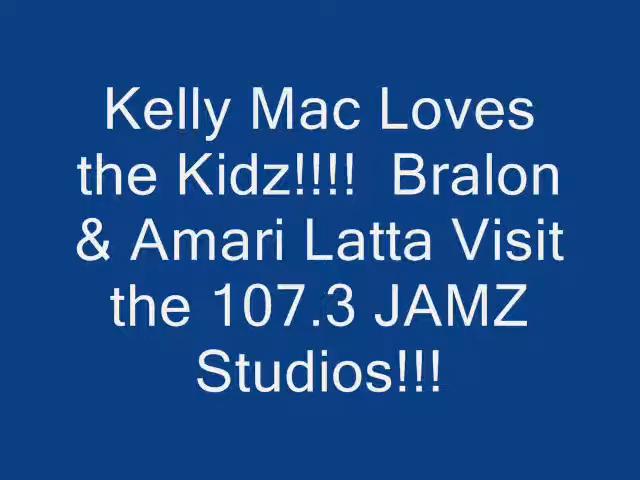 Kelly Mac Loves
the Kidz!!!!  Bralon
& Amari Latta Visit
the 107.3 JAMZ
Studios!!!